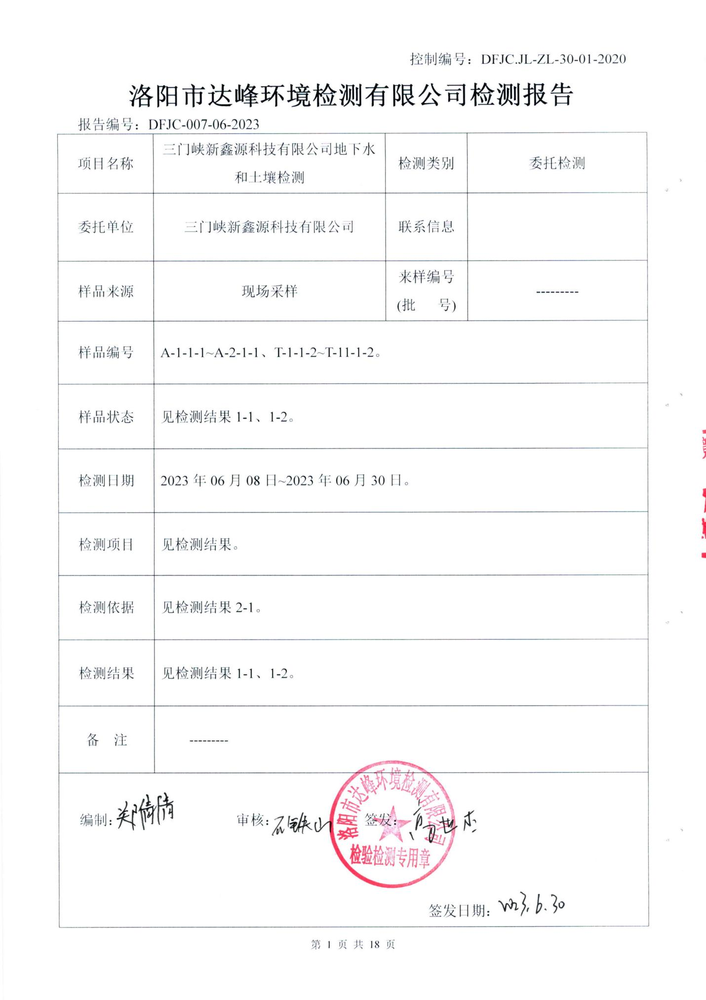 控制编号：DFJC.JL-ZL-30-01-2020
洛阳市达峰环境检测有限公司检测报告
报告编号：DFJC-007-06-2023
项目名称
三门峡新鑫源科技有限公司地下水
和土壤检测
检测类别
委托检测
委托单位
三门峡新鑫源科技有限公司
联系信息
样品来源
现场采样
来样编号
(批 号)
---------
样品编号
A-1-1-1~A-2-1-1、T-1-1-2~T-11-1-2。
样品状态
见检测结果 1-1、1-2。
检测日期
2023 年 06 月 08 日~2023 年 06 月 30 日。
检测项目
见检测结果。
检测依据
见检测结果 2-1。
检测结果
见检测结果 1-1、1-2。
备 注
---------
编制:郑倩倩
审核:石铁山
签发：高世杰
洛阳市达峰环境检测有限公司
检验检测专用章
签发日期：2023.6.30
第 1 页 共 18 页